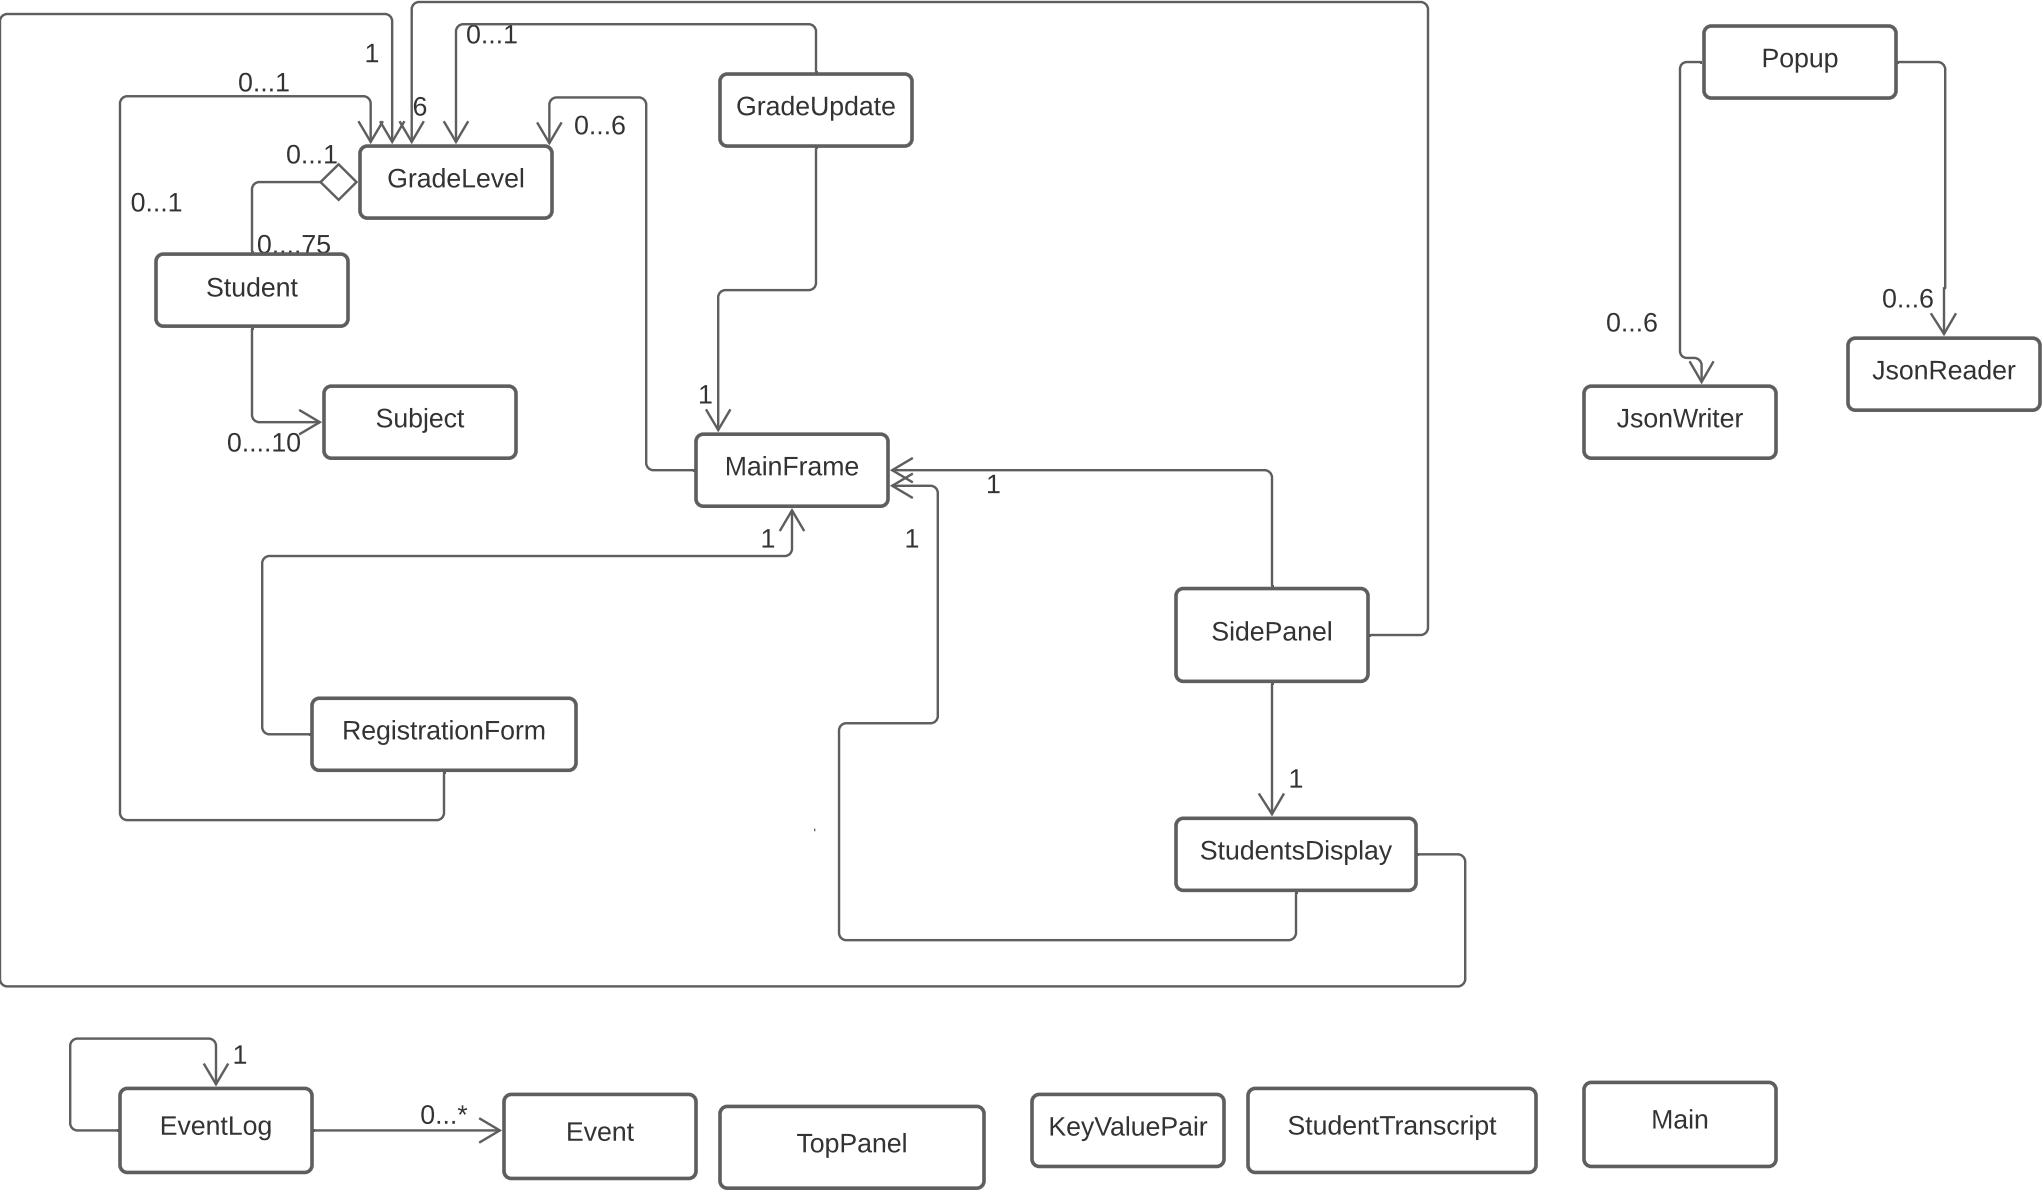 0...1
Popup
1
0...1
6
GradeUpdate
0...6
0...1
GradeLevel
0...1
0....75
Student
0...6
0...6
JsonReader
1
Subject
JsonWriter
0....10
MainFrame
1
1
1
SidePanel
RegistrationForm
1
StudentsDisplay
1
EventLog
0...*
Event
TopPanel
KeyValuePair
StudentTranscript
Main